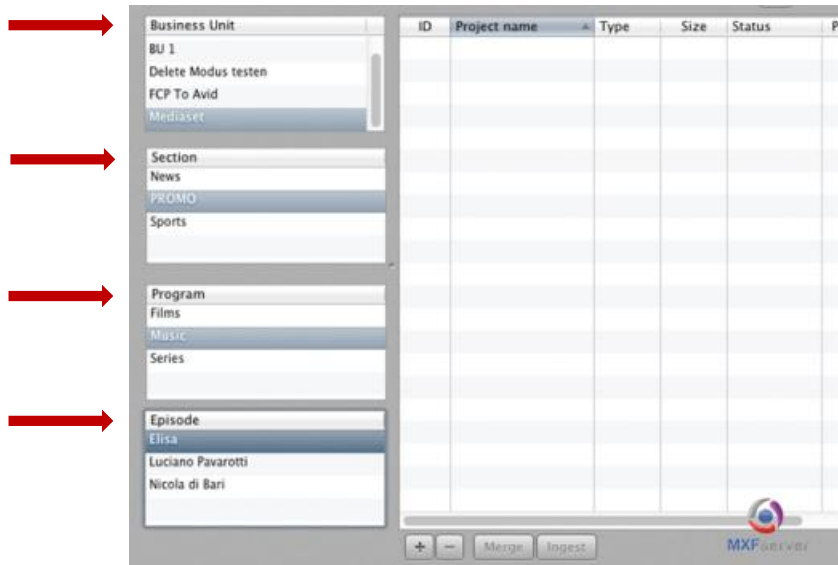 Business Unit
BU 1
Delete Modus testen
FCP To Avid
Mediaset
Section
News
PROMO
Sports
Program
Films
Music
Series
Episode
Elisa
Luciano Pavarotti
Nicola di Bari
ID Project name Type Size Status P
+ - Merge Ingest
MXFserver